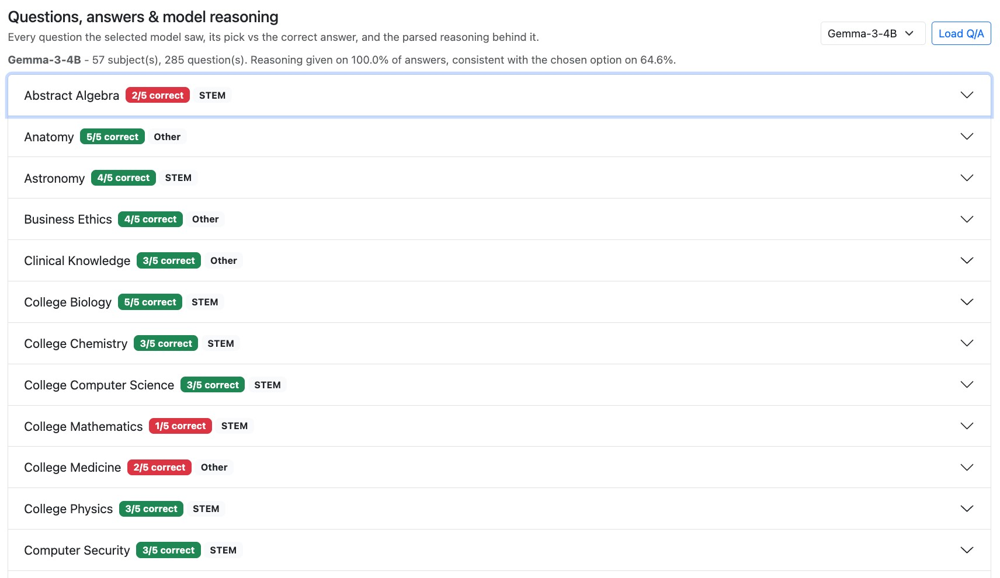 Questions, answers & model reasoning
Every question the selected model saw, its pick vs the correct answer, and the parsed reasoning behind it.
Gemma-3-4B Load Q/A
Gemma-3-4B - 57 subject(s), 285 question(s). Reasoning given on 100.0% of answers, consistent with the chosen option on 64.6%.
Abstract Algebra 2/5 correct STEM
Anatomy 5/5 correct Other
Astronomy 4/5 correct STEM
Business Ethics 4/5 correct Other
Clinical Knowledge 3/5 correct Other
College Biology 5/5 correct STEM
College Chemistry 3/5 correct STEM
College Computer Science 3/5 correct STEM
College Mathematics 1/5 correct STEM
College Medicine 2/5 correct Other
College Physics 3/5 correct STEM
Computer Security 3/5 correct STEM